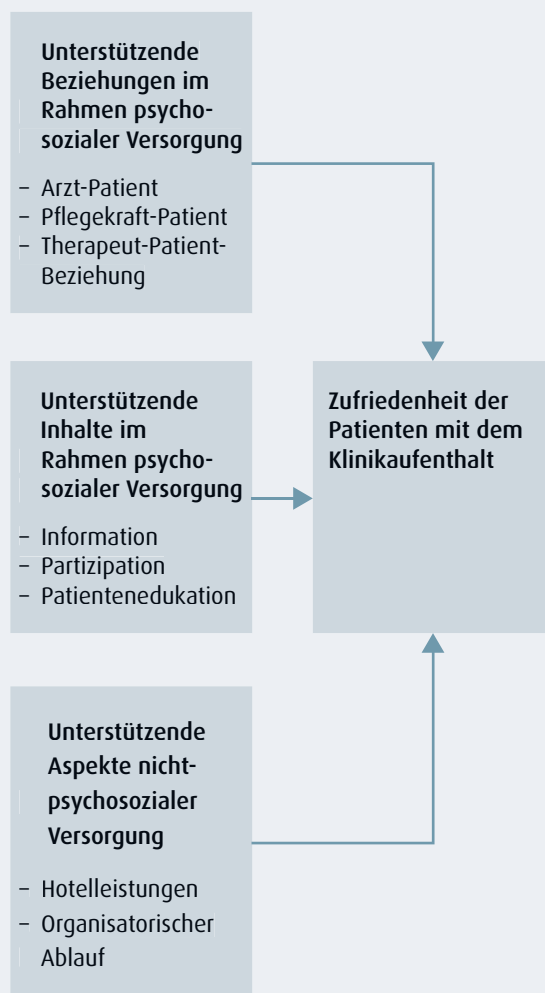 Unterstützende
Beziehungen im
Rahmen psycho-
sozialer Versorgung
– Arzt-Patient
– Pflegekraft-Patient
– Therapeut-Patient-
Beziehung
Unterstützende
Inhalte im
Rahmen psycho-
sozialer Versorgung
– Information
– Partizipation
– Patientenedukation
Zufriedenheit der
Patienten mit dem
Klinikaufenthalt
Unterstützende
Aspekte nicht-
psychosozialer
Versorgung
– Hotelleistungen
– Organisatorischer
Ablauf